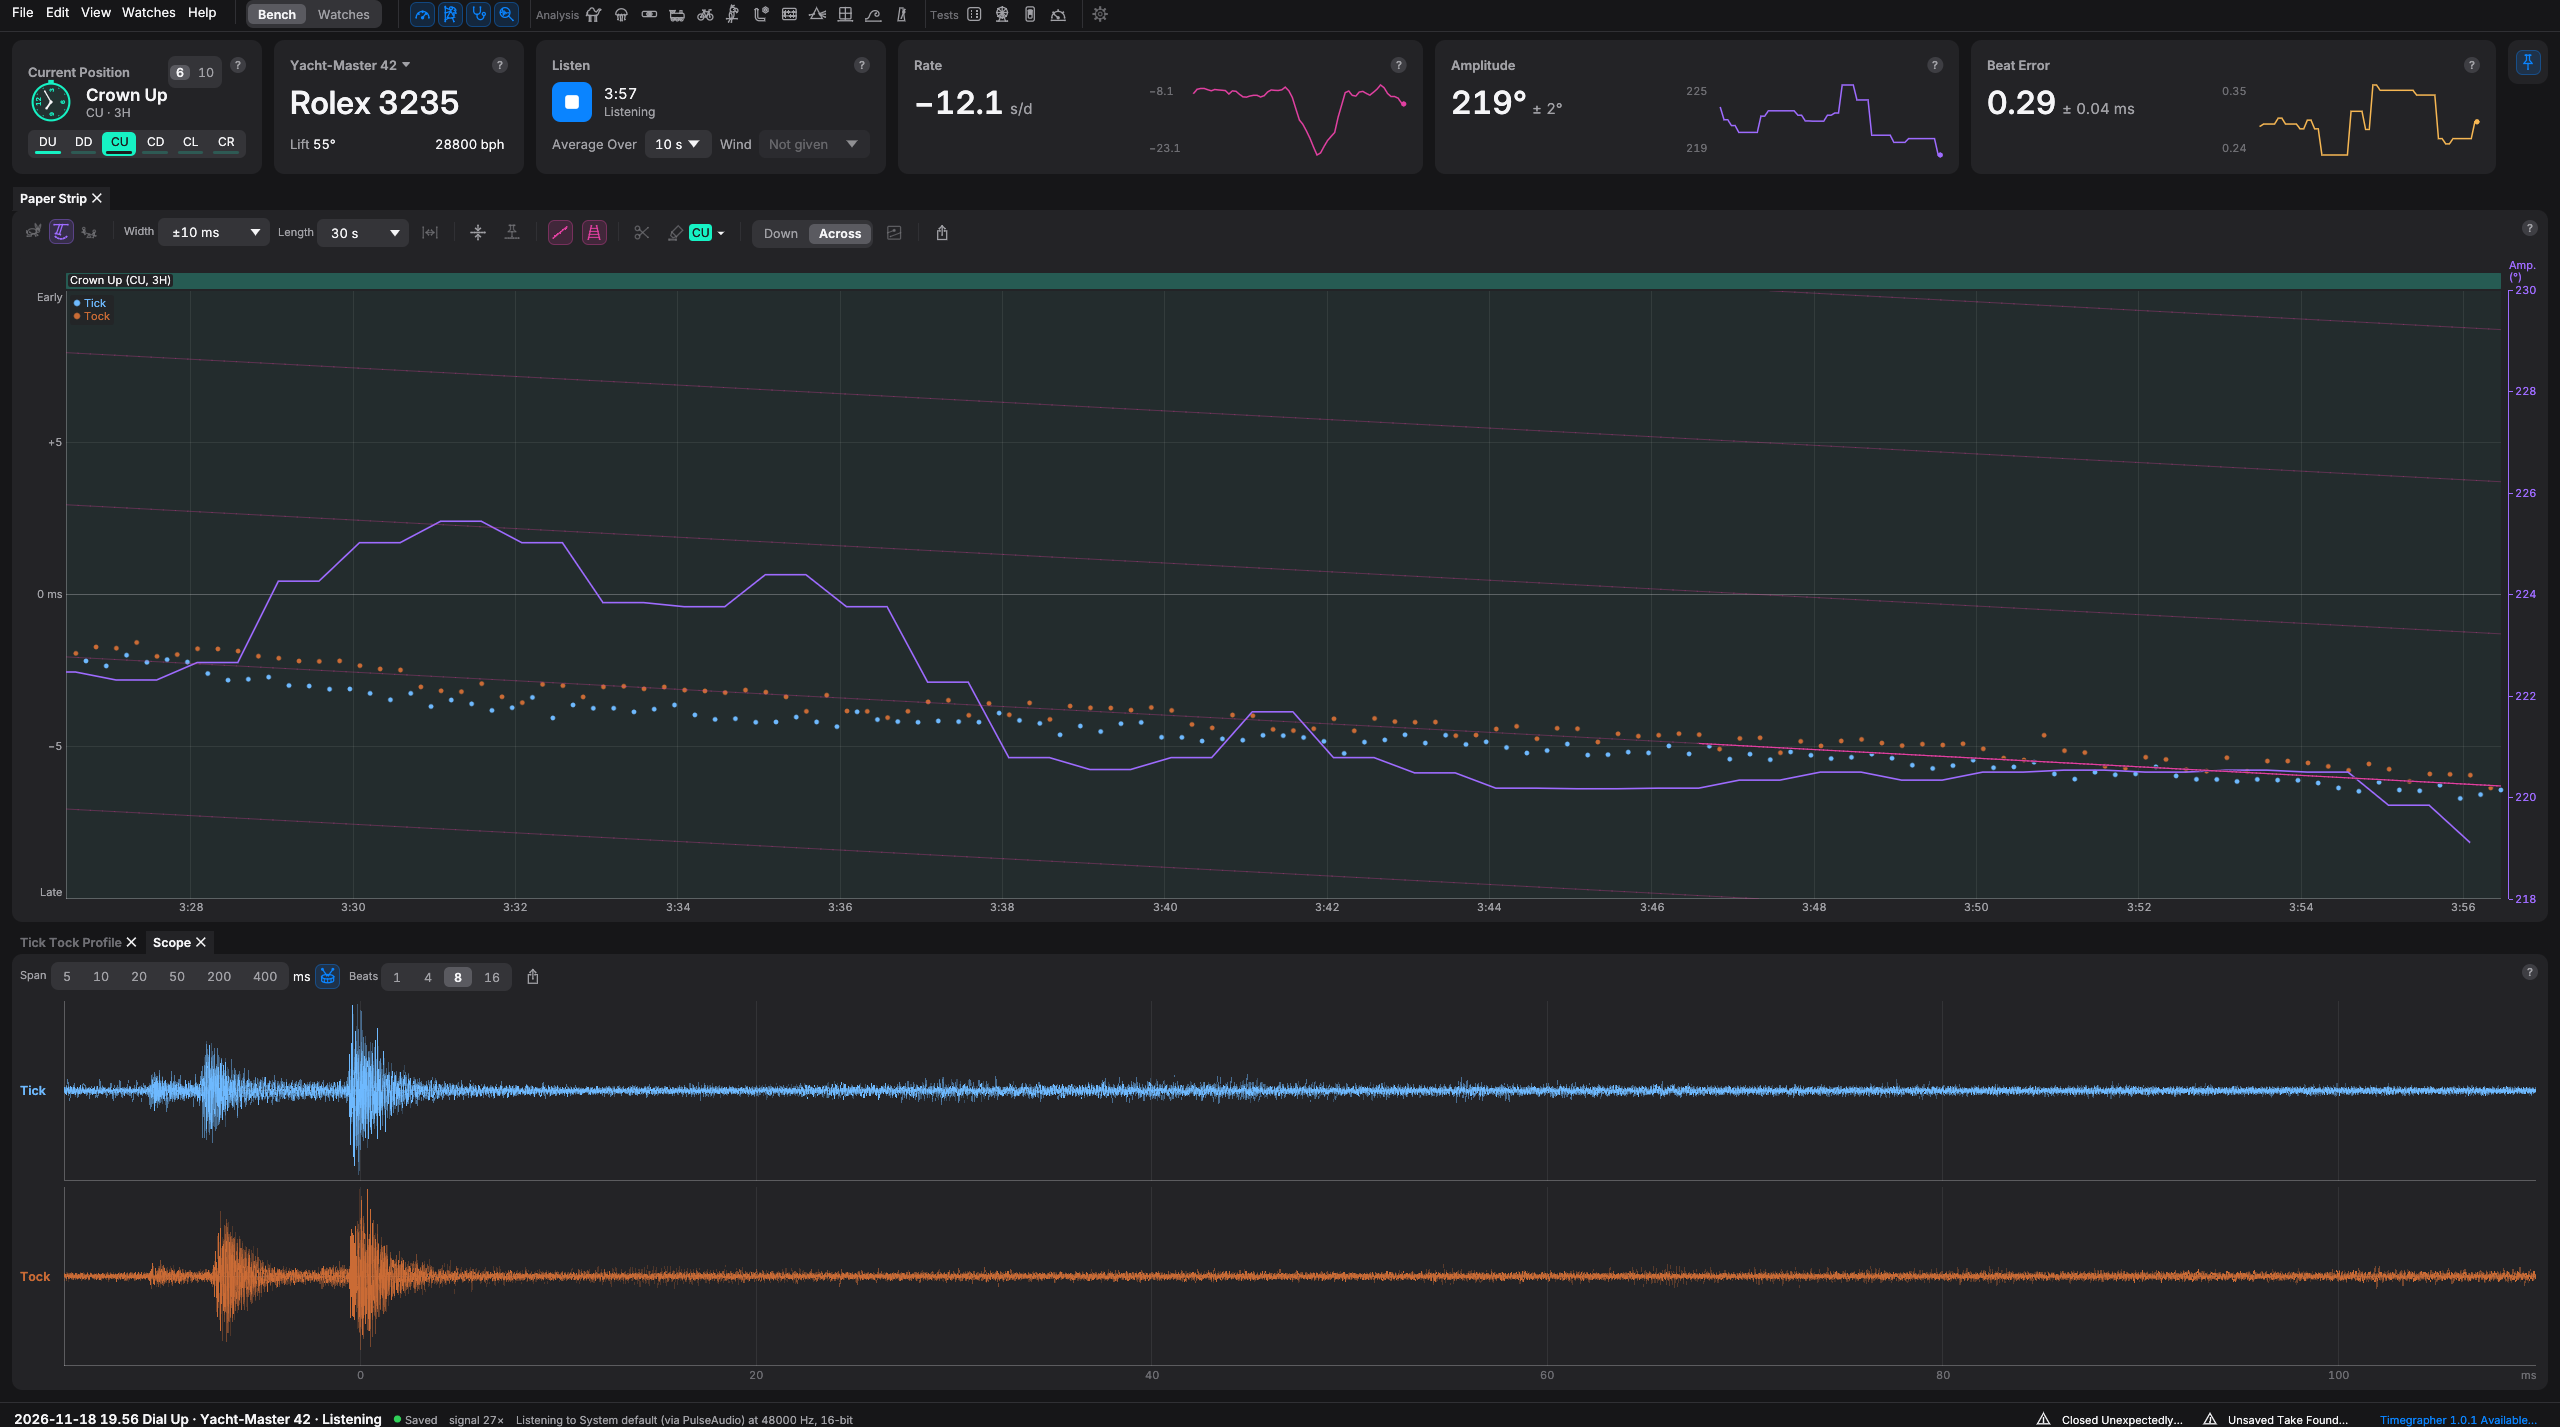 File Edit View Watches Help Bench Watches Analysis Tests
Current Position 6 10 ?
Crown Up
CU · 3H
DU DD CU CD CL CR
Yacht-Master 42 ?
Rolex 3235
Lift 55° 28800 bph
Listen ?
3:57
Listening
Average Over 10 s Wind Not given
Rate ?
−12.1 s/d
−8.1
−23.1
Amplitude ?
219° ± 2°
225
219
Beat Error ?
0.29 ± 0.04 ms
0.35
0.24
Paper Strip
Width ±10 ms Length 30 s CU Down Across ?
Crown Up (CU, 3H)
Early
Tick
Tock
+5
0 ms
−5
Late
Amp.
(°)
230
228
226
224
222
220
218
3:28 3:30 3:32 3:34 3:36 3:38 3:40 3:42 3:44 3:46 3:48 3:50 3:52 3:54 3:56
Tick Tock Profile Scope
Span 5 10 20 50 200 400 ms Beats 1 4 8 16 ?
Tick
Tock
0 20 40 60 80 100 ms
2026-11-18 19.56 Dial Up · Yacht-Master 42 · Listening Saved signal 27× Listening to System default (via PulseAudio) at 48000 Hz, 16-bit Closed Unexpectedly... Unsaved Take Found... Timegrapher 1.0.1 Available...